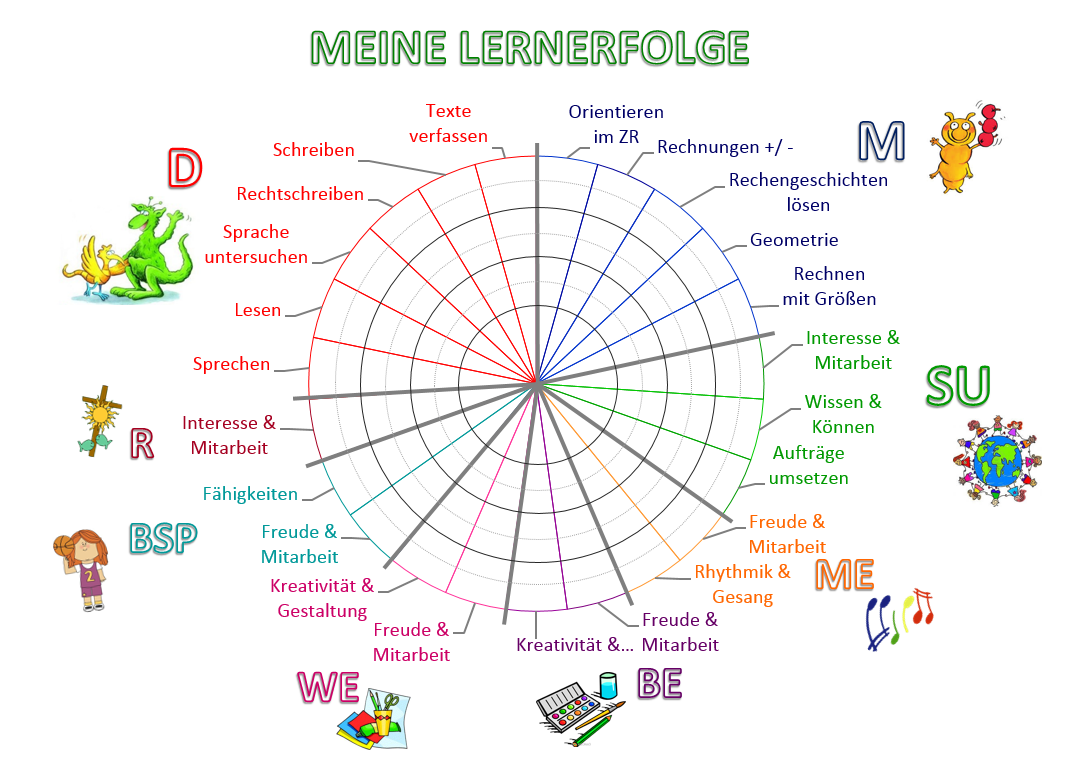 MEINE LERNERFOLGE
D
Texte
verfassen
Schreiben
Rechtschreiben
Sprache
untersuchen
Lesen
Sprechen
M
Orientieren
im ZR
Rechnungen +/ -
Rechengeschichten
lösen
Geometrie
Rechnen
mit Größen
SU
Interesse &
Mitarbeit
Wissen &
Können
Aufträge
umsetzen
ME
Freude &
Mitarbeit
Rhythmik &
Gesang
BE
Freude &
Mitarbeit
Kreativität &...
WE
Freude &
Mitarbeit
Kreativität &
Gestaltung
BSP
Freude &
Mitarbeit
Fähigkeiten
2
R
Interesse &
Mitarbeit